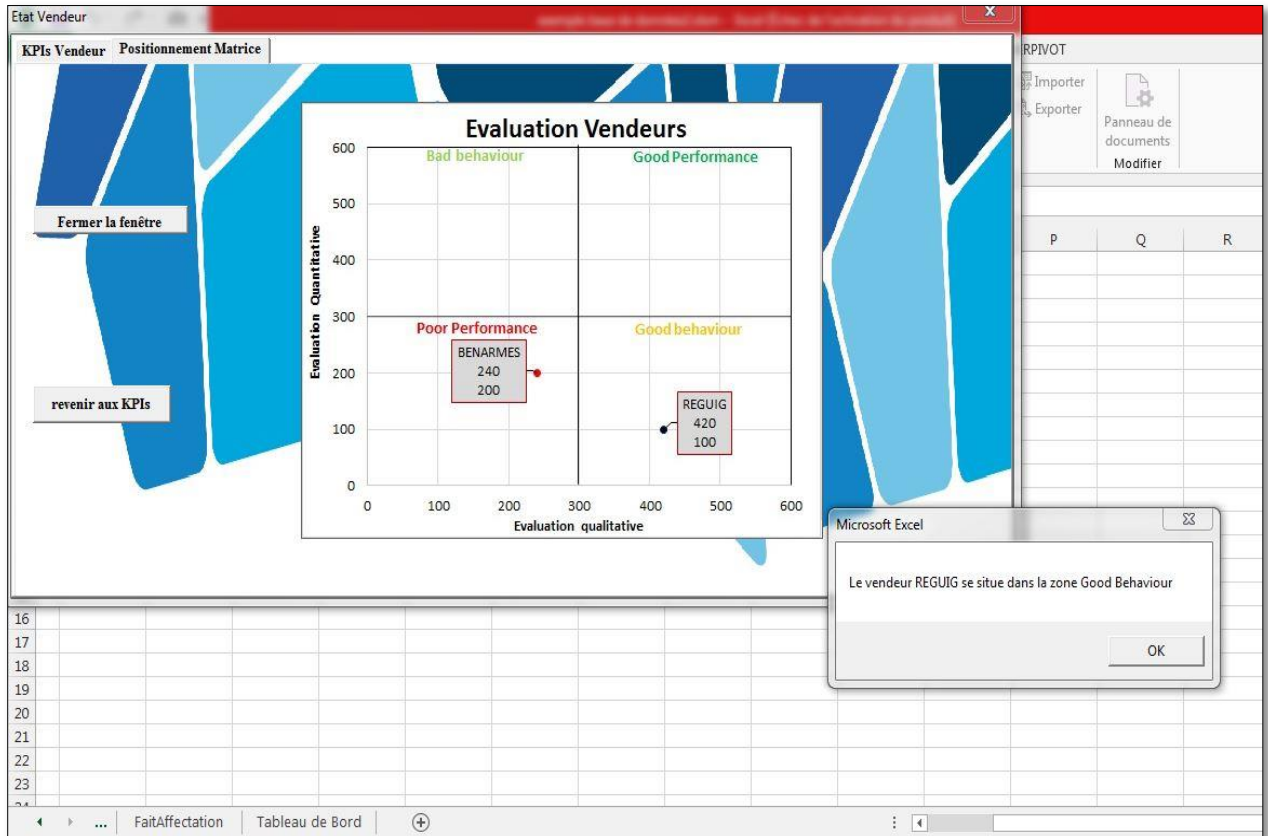 Etat Vendeur
X
KPIs Vendeur Positionnement Matrice
RPIVOT
Importer
Exporter
Panneau de
documents
Modifier
Fermer la fenêtre
revenir aux KPIs
Evaluation Vendeurs
Bad behaviour
Good Performance
Poor Performance
Good behaviour
Evaluation Quantitative
600
500
400
300
200
100
0
BENARMES
240
200
REGUIG
420
100
0 100 200 300 400 500 600
Evaluation qualitative
P Q R
Microsoft Excel
Le vendeur REGUIG se situe dans la zone Good Behaviour
OK
16
17
18
19
20
21
22
23
... FaitAffectation Tableau de Bord